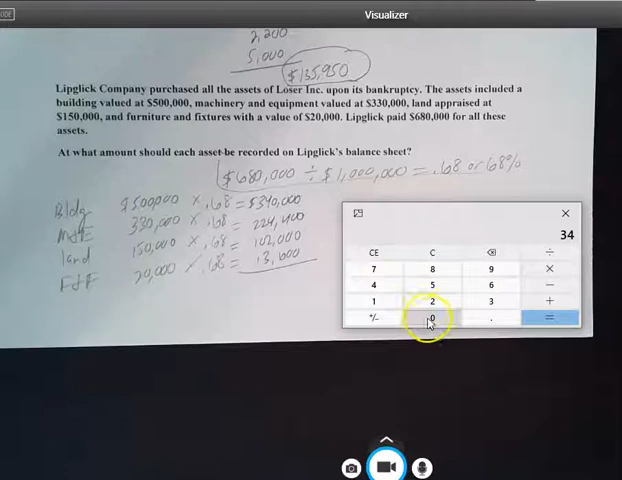 ODE
Visualizer
2,200
5,000
$135,950
Lipglick Company purchased all the assets of Loser Inc. upon its bankruptcy. The assets included a
building valued at $500,000, machinery and equipment valued at $330,000, land appraised at
$150,000, and furniture and fixtures with a value of $20,000. Lipglick paid $680,000 for all these
assets.
At what amount should each asset be recorded on Lipglick's balance sheet?
$680,000 ÷ $1,000,000 = .68 or 68%
Bldg $500,000 × .68 = $340,000
M&E 330,000 × .68 = 224,400
land 150,000 × .68 = 102,000
F&F 20,000 × .68 = 13,600
34
CE C ÷
7 8 9 ×
4 5 6 −
1 2 3 +
+/− 0 . =